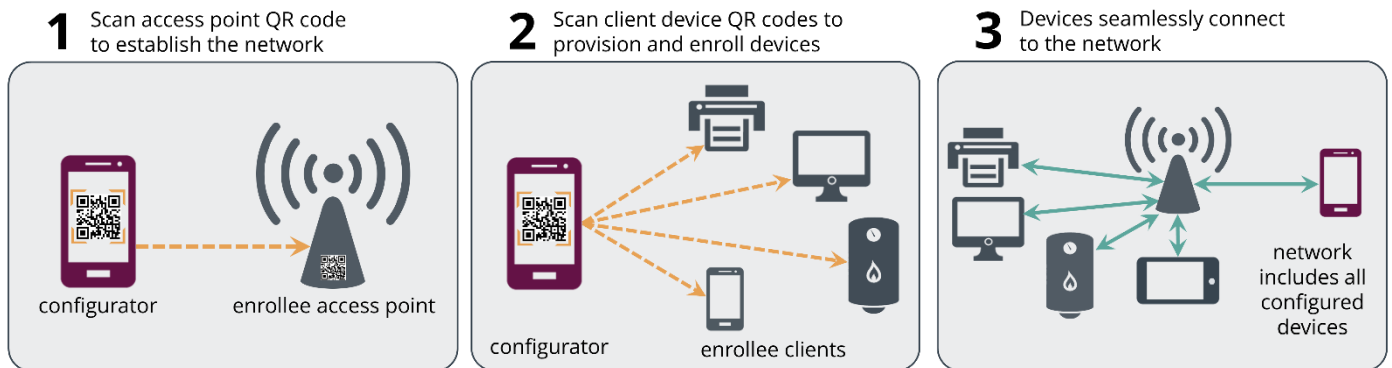 1 Scan access point QR code
to establish the network
configurator
enrollee access point
2 Scan client device QR codes to
provision and enroll devices
configurator
enrollee clients
3 Devices seamlessly connect
to the network
network
includes all
configured
devices